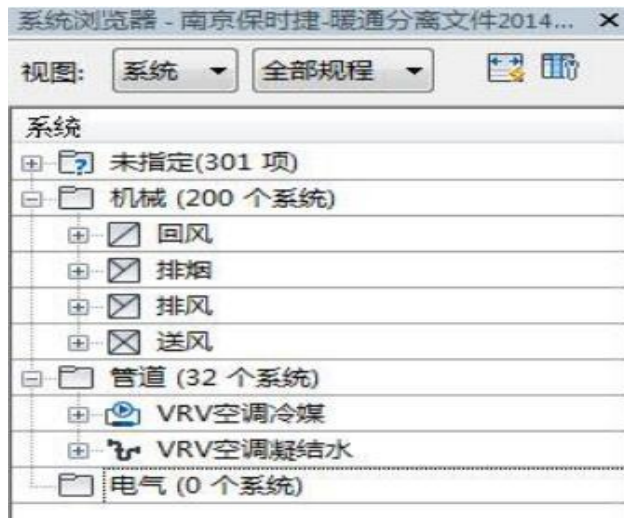 系统浏览器 - 南京保时捷-暖通分离文件2014...
视图: 系统 全部规程
系统
未指定(301 项)
机械 (200 个系统)
回风
排烟
排风
送风
管道 (32 个系统)
VRV空调冷媒
VRV空调凝结水
电气 (0 个系统)